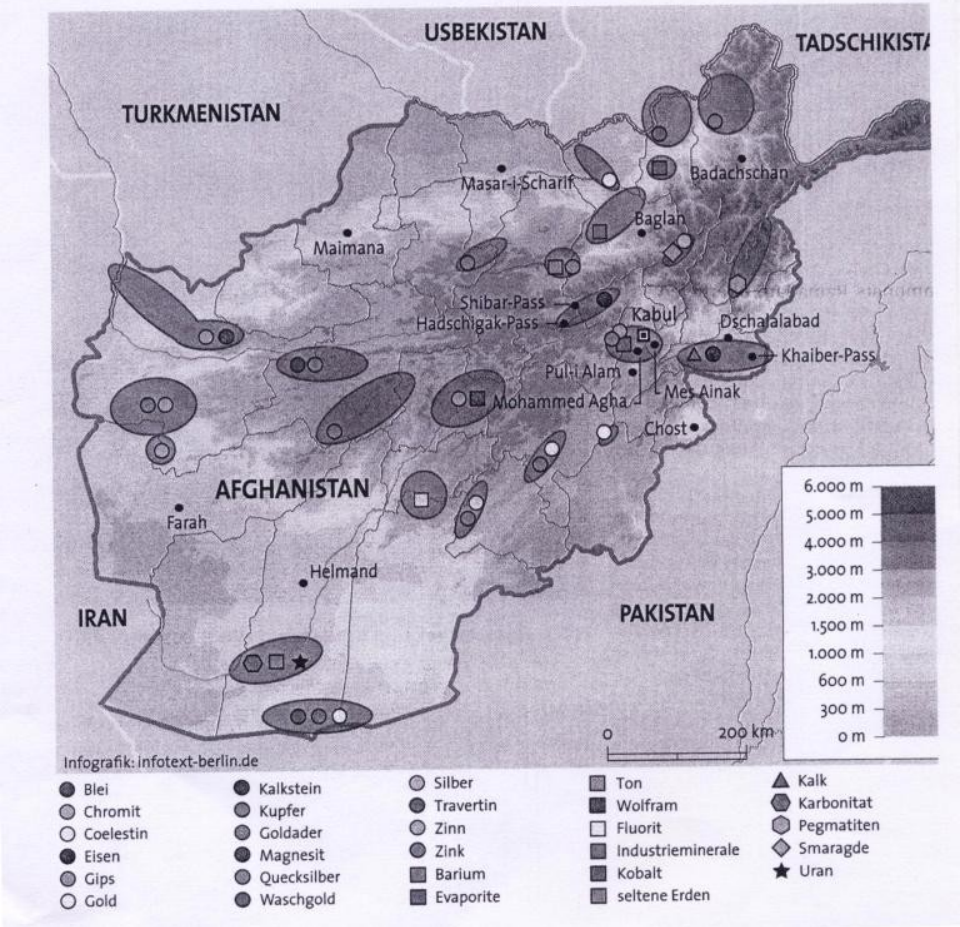 USBEKISTAN
TADSCHIKISTA
TURKMENISTAN
Masar-i-Scharif
Badachschan
Baglan
Maimana
Shibar-Pass
Hadschigak-Pass
Kabul
Dschalalabad
Khaiber-Pass
Pul-i Alam
Mohammed Agha
Mes Ainak
Chost
AFGHANISTAN
Farah
Helmand
IRAN
PAKISTAN
6.000 m
5.000 m
4.000 m
3.000 m
2.000 m
1.500 m
1.000 m
600 m
300 m
0 m
0 200 km
Infografik: infotext-berlin.de
Blei
Chromit
Coelestin
Eisen
Gips
Gold
Kalkstein
Kupfer
Goldader
Magnesit
Quecksilber
Waschgold
Silber
Travertin
Zinn
Zink
Barium
Evaporite
Ton
Wolfram
Fluorit
Industrieminerale
Kobalt
seltene Erden
Kalk
Karbonitat
Pegmatiten
Smaragde
Uran